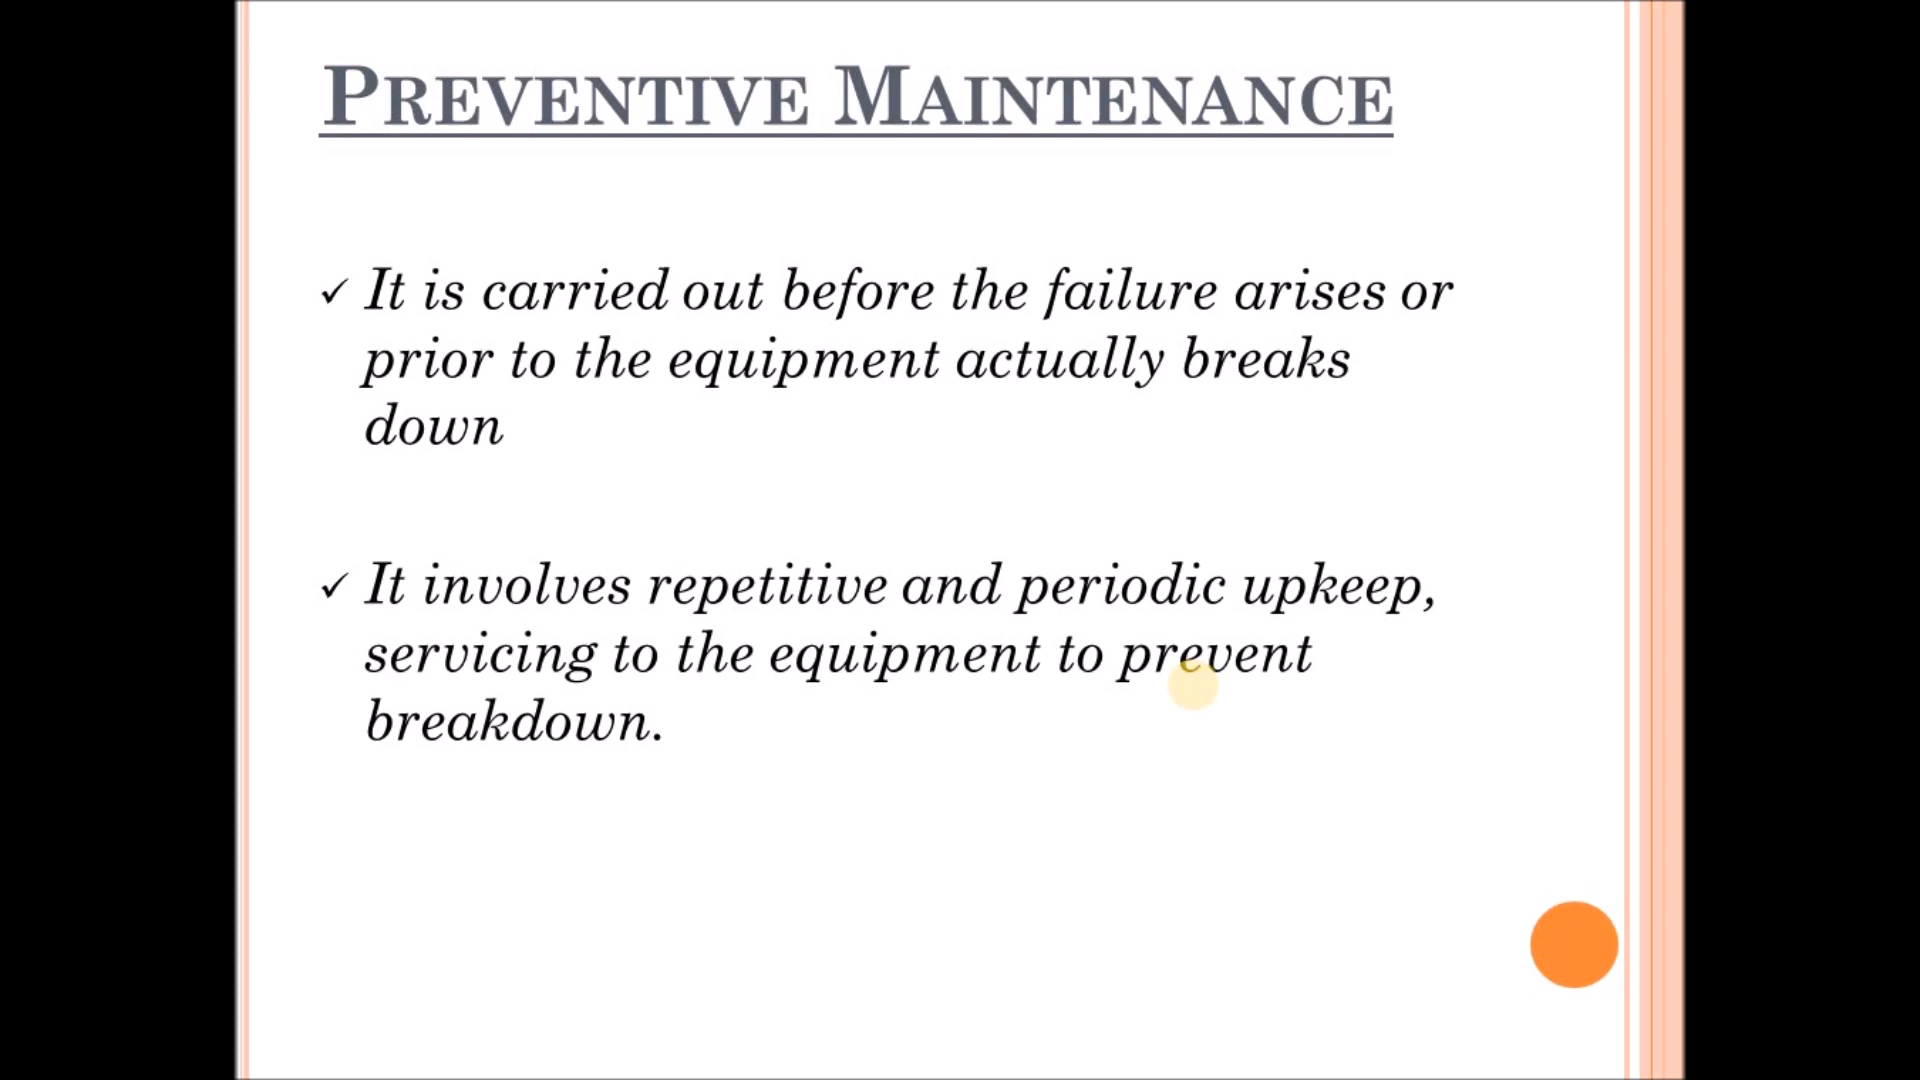 PREVENTIVE MAINTENANCE
✓ It is carried out before the failure arises or
prior to the equipment actually breaks
down
✓ It involves repetitive and periodic upkeep,
servicing to the equipment to prevent
breakdown.